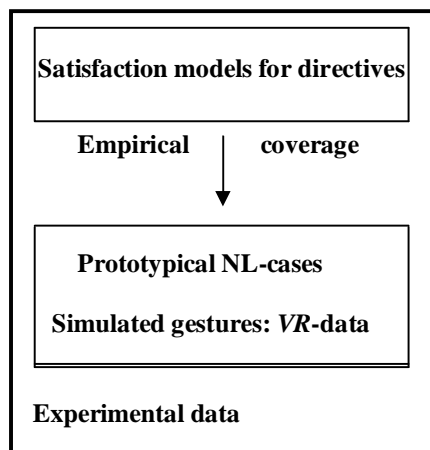 Satisfaction models for directives
Empirical coverage
Prototypical NL-cases
Simulated gestures: VR-data
Experimental data